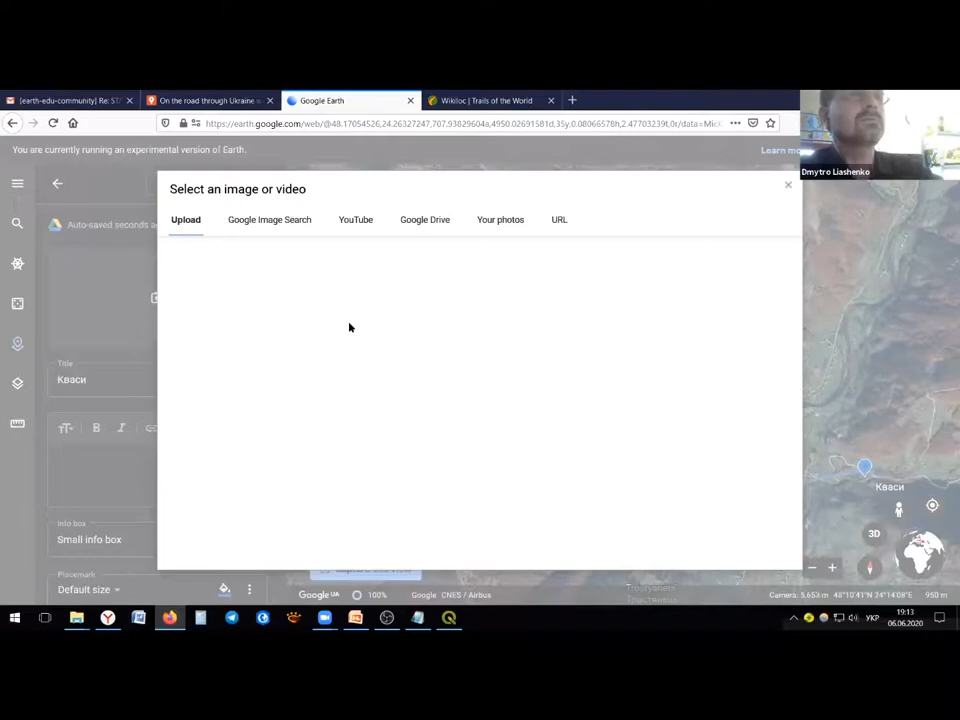 [earth-edu-community] Re: ST/
On the road through Ukraine w
Google Earth
Wikiloc | Trails of the World
https://earth.google.com/web/@48.17054526,24.26327247,707.93829604a,4950.02691581d,35y,0.08066578h,2.47703239t,0r/data=MicK
You are currently running an experimental version of Earth.
Learn mo
Dmytro Liashenko
Select an image or video
Upload
Google Image Search
YouTube
Google Drive
Your photos
URL
Auto-saved seconds a
Title
Кваси
B I
Info box
Small info box
Placemark
Default size
Кваси
3D
Google UA
100%
Google
CNES / Airbus
Camera: 5,653 m
48°10'41"N 24°14'08"E
950 m
УКР
19:13
06.06.2020